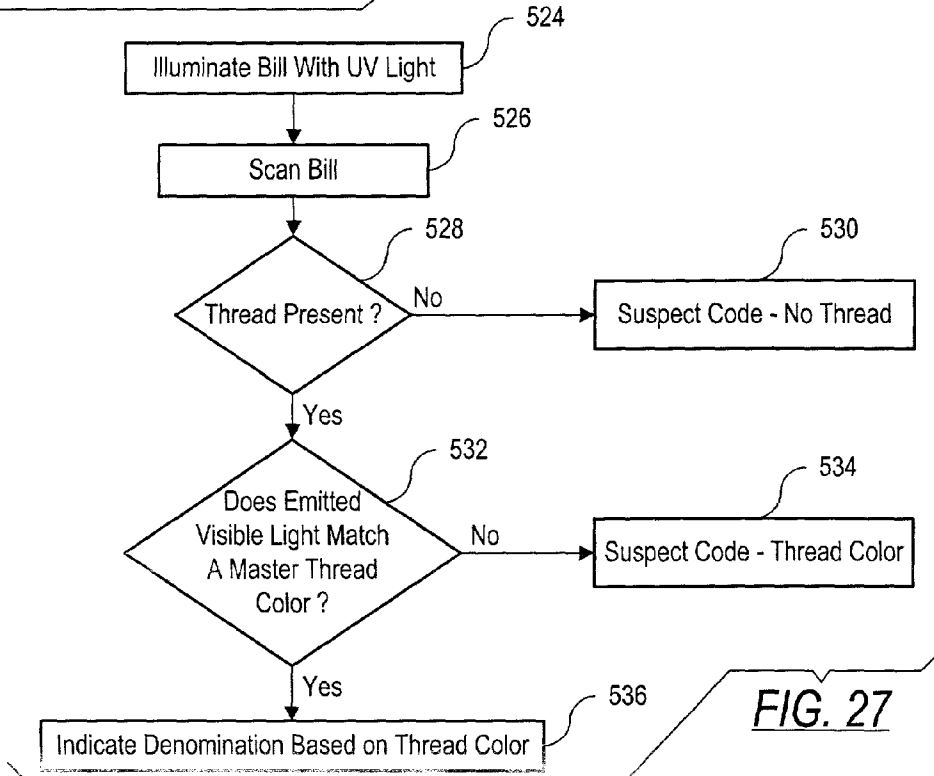 524
Illuminate Bill With UV Light
526
Scan Bill
528
Thread Present ?
No
530
Suspect Code - No Thread
Yes
532
Does Emitted
Visible Light Match
A Master Thread
Color ?
No
534
Suspect Code - Thread Color
Yes
536
Indicate Denomination Based on Thread Color
FIG. 27